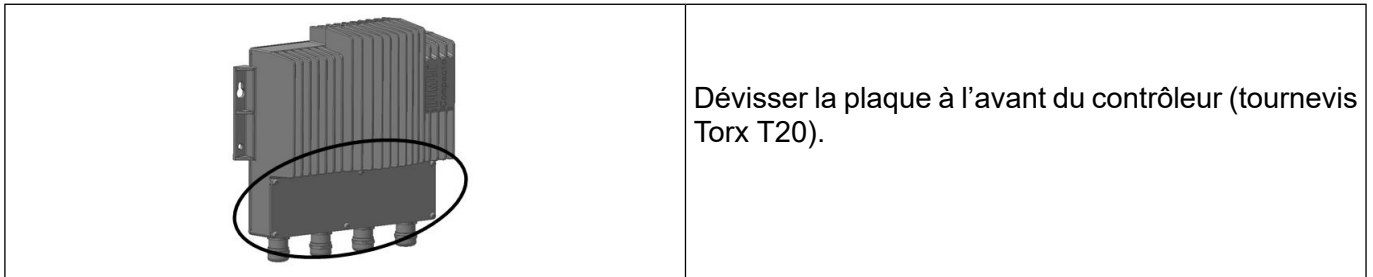 Dévisser la plaque à l’avant du contrôleur (tournevis
Torx T20).